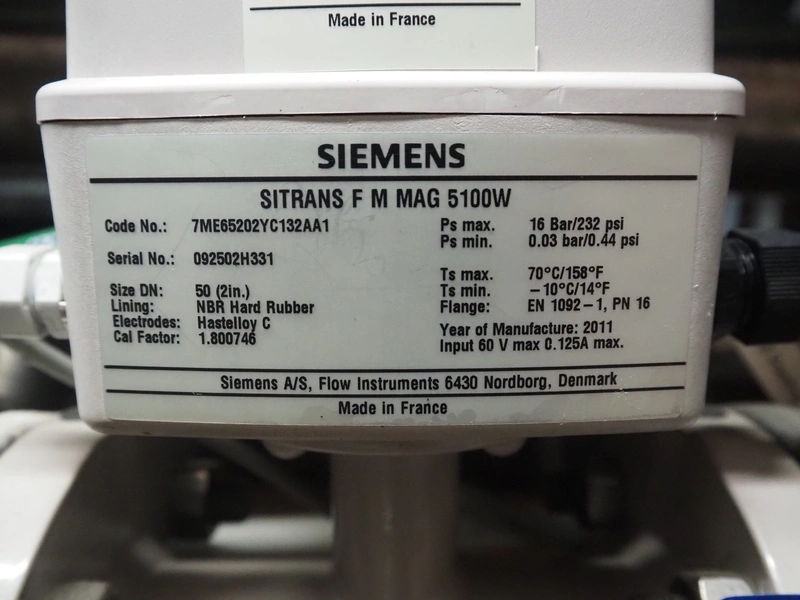 Made in France
SIEMENS
SITRANS F M MAG 5100W
Code No.: 7ME65202YC132AA1
Serial No.: 092502H331
Size DN: 50 (2in.)
Lining: NBR Hard Rubber
Electrodes: Hastelloy C
Cal Factor: 1.800746
Ps max. 16 Bar/232 psi
Ps min. 0.03 bar/0.44 psi
Ts max. 70°C/158°F
Ts min. –10°C/14°F
Flange: EN 1092–1, PN 16
Year of Manufacture: 2011
Input 60 V max 0.125A max.
Siemens A/S, Flow Instruments 6430 Nordborg, Denmark
Made in France